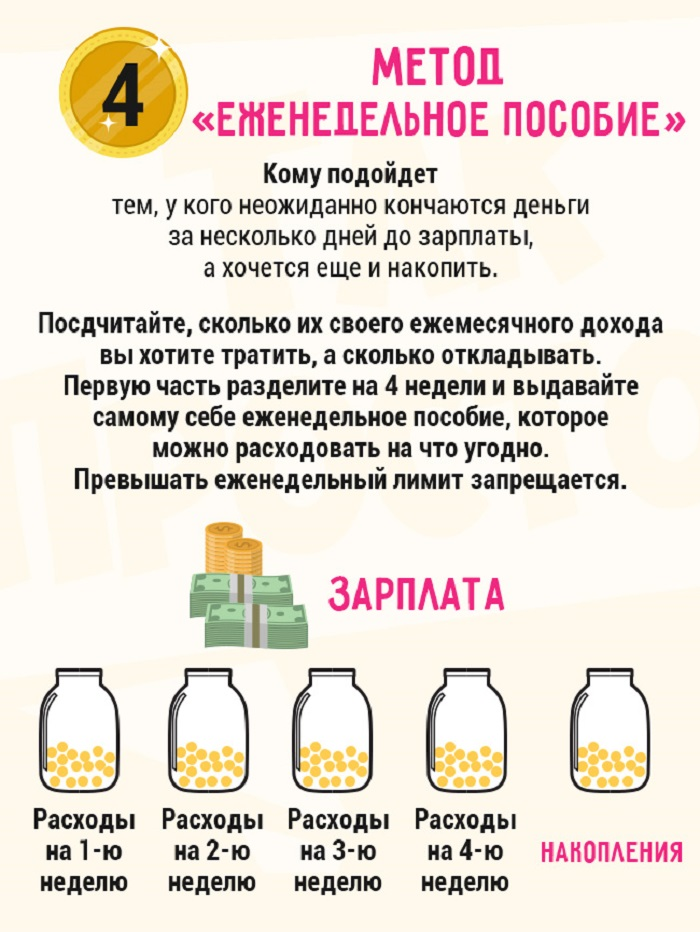 4
МЕТОД
«ЕЖЕНЕДЕЛЬНОЕ ПОСОБИЕ»
Кому подойдет
тем, у кого неожиданно кончаются деньги
за несколько дней до зарплаты,
а хочется еще и накопить.
Посдчитайте, сколько их своего ежемесячного дохода
вы хотите тратить, а сколько откладывать.
Первую часть разделите на 4 недели и выдавайте
самому себе еженедельное пособие, которое
можно расходовать на что угодно.
Превышать еженедельный лимит запрещается.
ЗАРПЛАТА
Расходы
на 1-ю
неделю
Расходы
на 2-ю
неделю
Расходы
на 3-ю
неделю
Расходы
на 4-ю
неделю
НАКОПЛЕНИЯ
ТАК
ПРОСТО